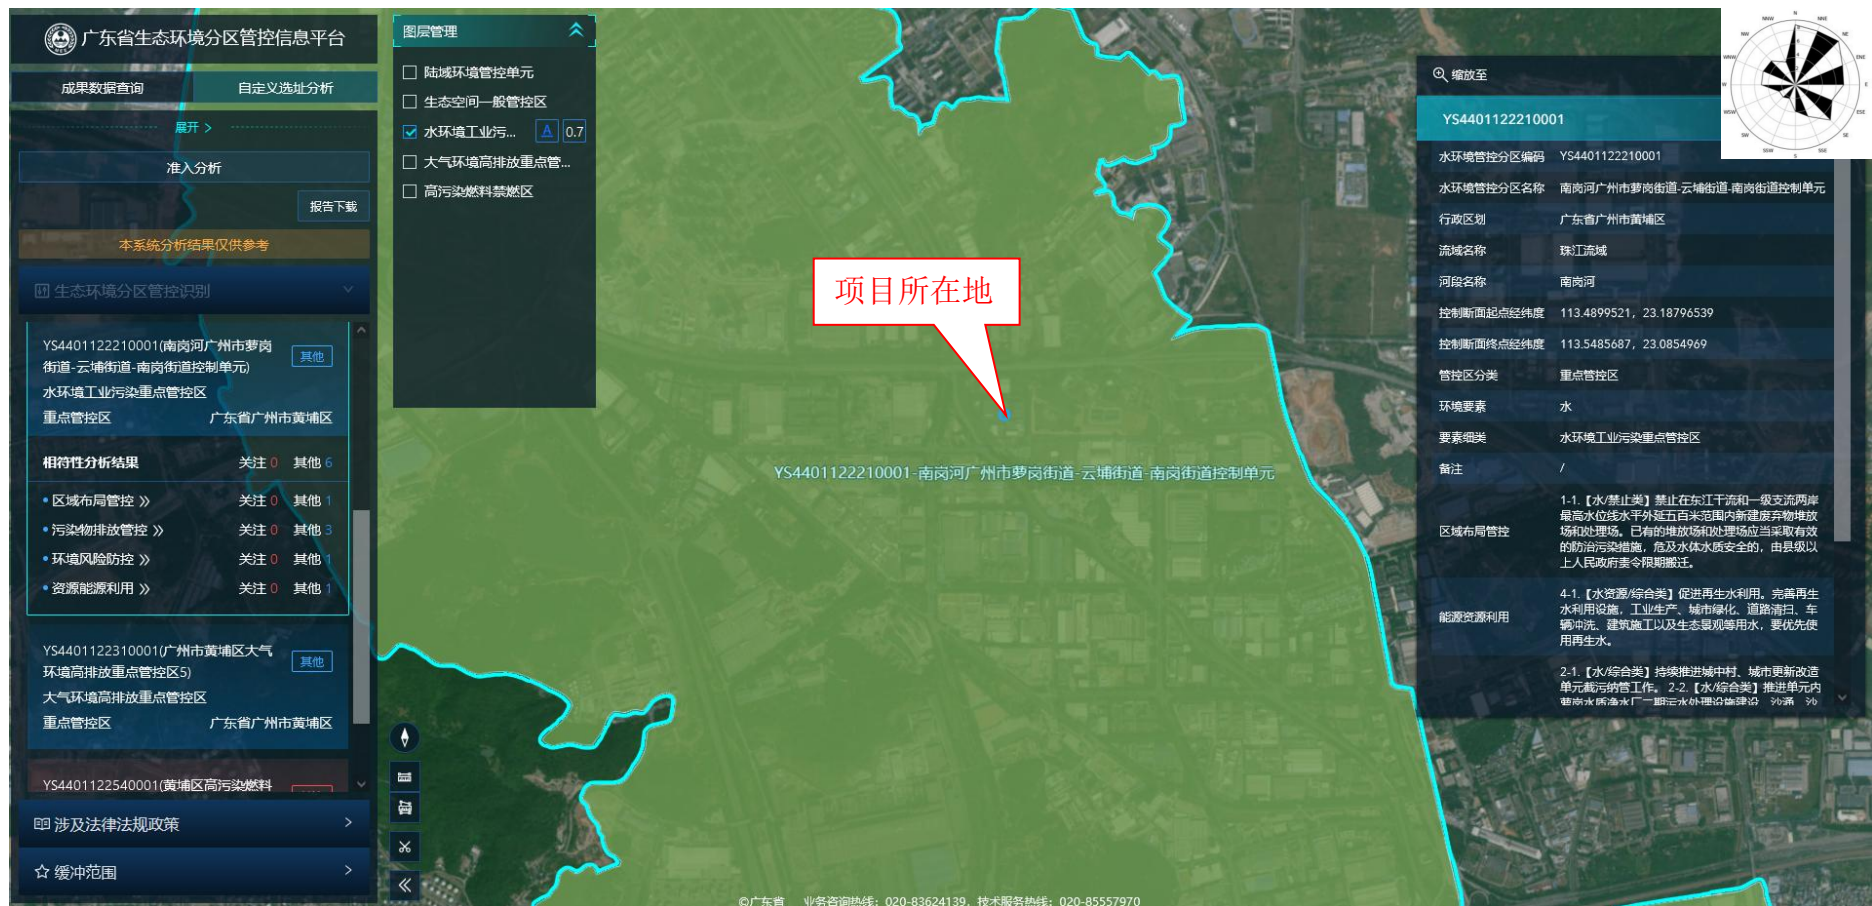 广东省生态环境分区管控信息平台
成果数据查询
自定义选址分析
展开 >
准入分析
报告下载
本系统分析结果仅供参考
生态环境分区管控识别
YS4401122210001(南岗河广州市萝岗
街道-云埔街道-南岗街道控制单元)
其他
水环境工业污染重点管控区
重点管控区 广东省广州市黄埔区
相符性分析结果 关注 0 其他 6
• 区域布局管控 》 关注 0 其他 1
• 污染物排放管控 》 关注 0 其他 3
• 环境风险防控 》 关注 0 其他 1
• 资源能源利用 》 关注 0 其他 1
YS4401122310001(广州市黄埔区大气
环境高排放重点管控区5)
其他
大气环境高排放重点管控区
重点管控区 广东省广州市黄埔区
YS4401122540001(黄埔区高污染燃料
涉及法律法规政策 >
缓冲范围 >
图层管理
陆域环境管控单元
生态空间一般管控区
水环境工业污... A 0.7
大气环境高排放重点管...
高污染燃料禁燃区
项目所在地
YS4401122210001-南岗河广州市萝岗街道-云埔街道-南岗街道控制单元
©广东省 业务咨询热线：020-83624139，技术服务热线：020-85557970
缩放至
YS4401122210001
水环境管控分区编码 YS4401122210001
水环境管控分区名称 南岗河广州市萝岗街道-云埔街道-南岗街道控制单元
行政区划 广东省广州市黄埔区
流域名称 珠江流域
河段名称 南岗河
控制断面起点经纬度 113.4899521，23.18796539
控制断面终点经纬度 113.5485687，23.0854969
管控区分类 重点管控区
环境要素 水
要素细类 水环境工业污染重点管控区
备注 /
区域布局管控
1-1.【水/禁止类】禁止在东江干流和一级支流两岸
最高水位线水平外延五百米范围内新建废弃物堆放
场和处理场。已有的堆放场和处理场应当采取有效
的防治污染措施，危及水体水质安全的，由县级以
上人民政府责令限期搬迁。
能源资源利用
4-1.【水资源/综合类】促进再生水利用。完善再生
水利用设施，工业生产、城市绿化、道路清扫、车
辆冲洗、建筑施工以及生态景观等用水，要优先使
用再生水。
2-1.【水/综合类】持续推进城中村、城市更新改造
单元截污纳管工作。 2-2.【水/综合类】推进单元内
萝岗水质净水厂二期污水处理设施建设，沙涌、沙
N
NNE
NE
ENE
E
ESE
SE
SSE
S
SSW
SW
WSW
W
WNW
NW
NNW